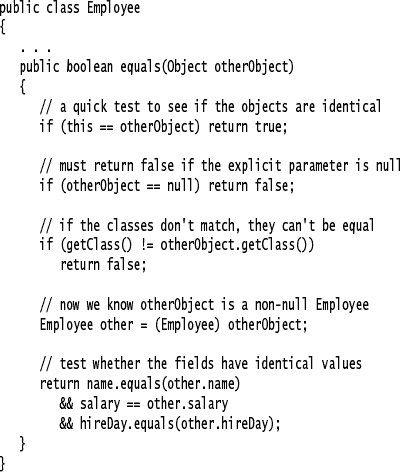 public class Employee
{
   . . .
   public boolean equals(Object otherObject)
   {
      // a quick test to see if the objects are identical
      if (this == otherObject) return true;

      // must return false if the explicit parameter is null
      if (otherObject == null) return false;

      // if the classes don't match, they can't be equal
      if (getClass() != otherObject.getClass())
         return false;

      // now we know otherObject is a non-null Employee
      Employee other = (Employee) otherObject;

      // test whether the fields have identical values
      return name.equals(other.name)
         && salary == other.salary
         && hireDay.equals(other.hireDay);
   }
}